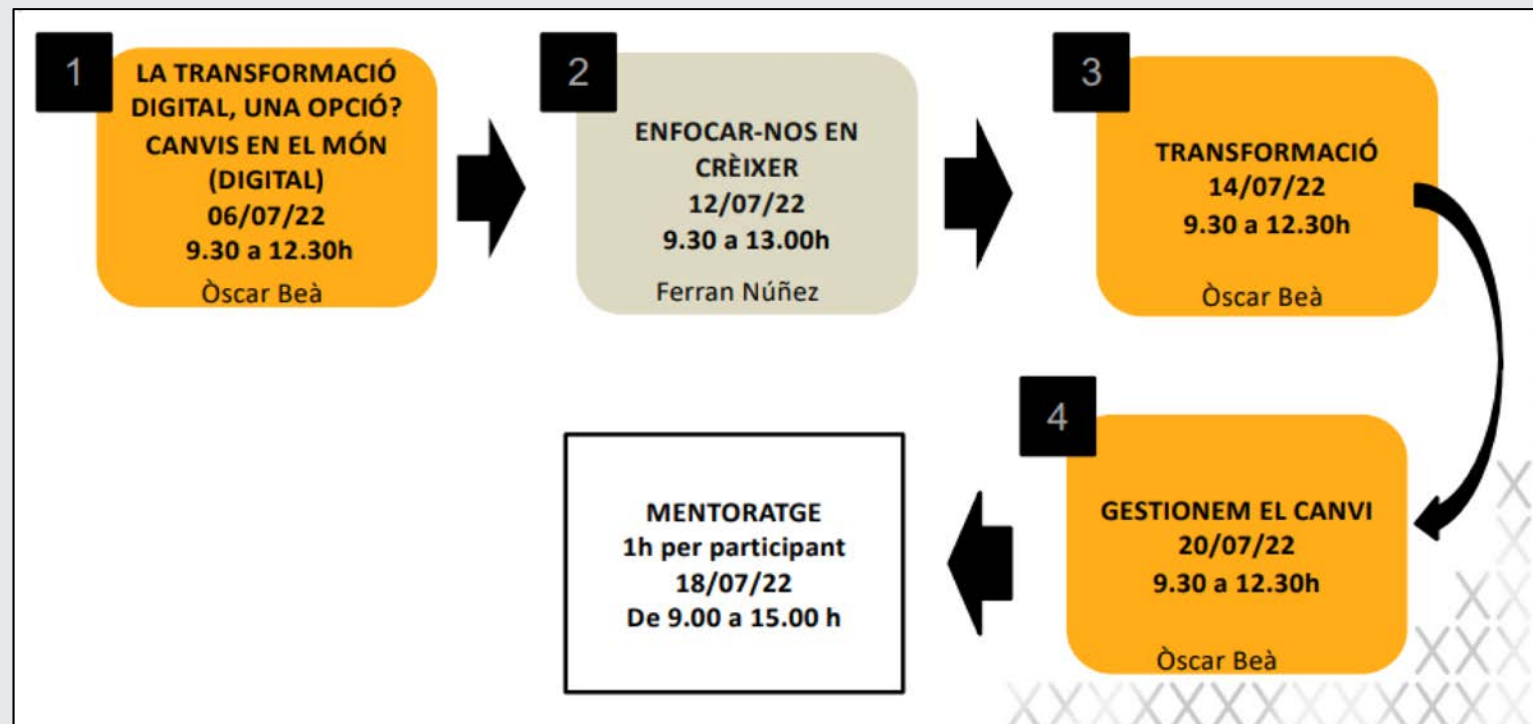 1
LA TRANSFORMACIÓ
DIGITAL, UNA OPCIÓ?
CANVIS EN EL MÓN
(DIGITAL)
06/07/22
9.30 a 12.30h
Òscar Beà
2
ENFOCAR-NOS EN
CRÈIXER
12/07/22
9.30 a 13.00h
Ferran Núñez
3
TRANSFORMACIÓ
14/07/22
9.30 a 12.30h
Òscar Beà
4
GESTIONEM EL CANVI
20/07/22
9.30 a 12.30h
Òscar Beà
MENTORATGE
1h per participant
18/07/22
De 9.00 a 15.00 h